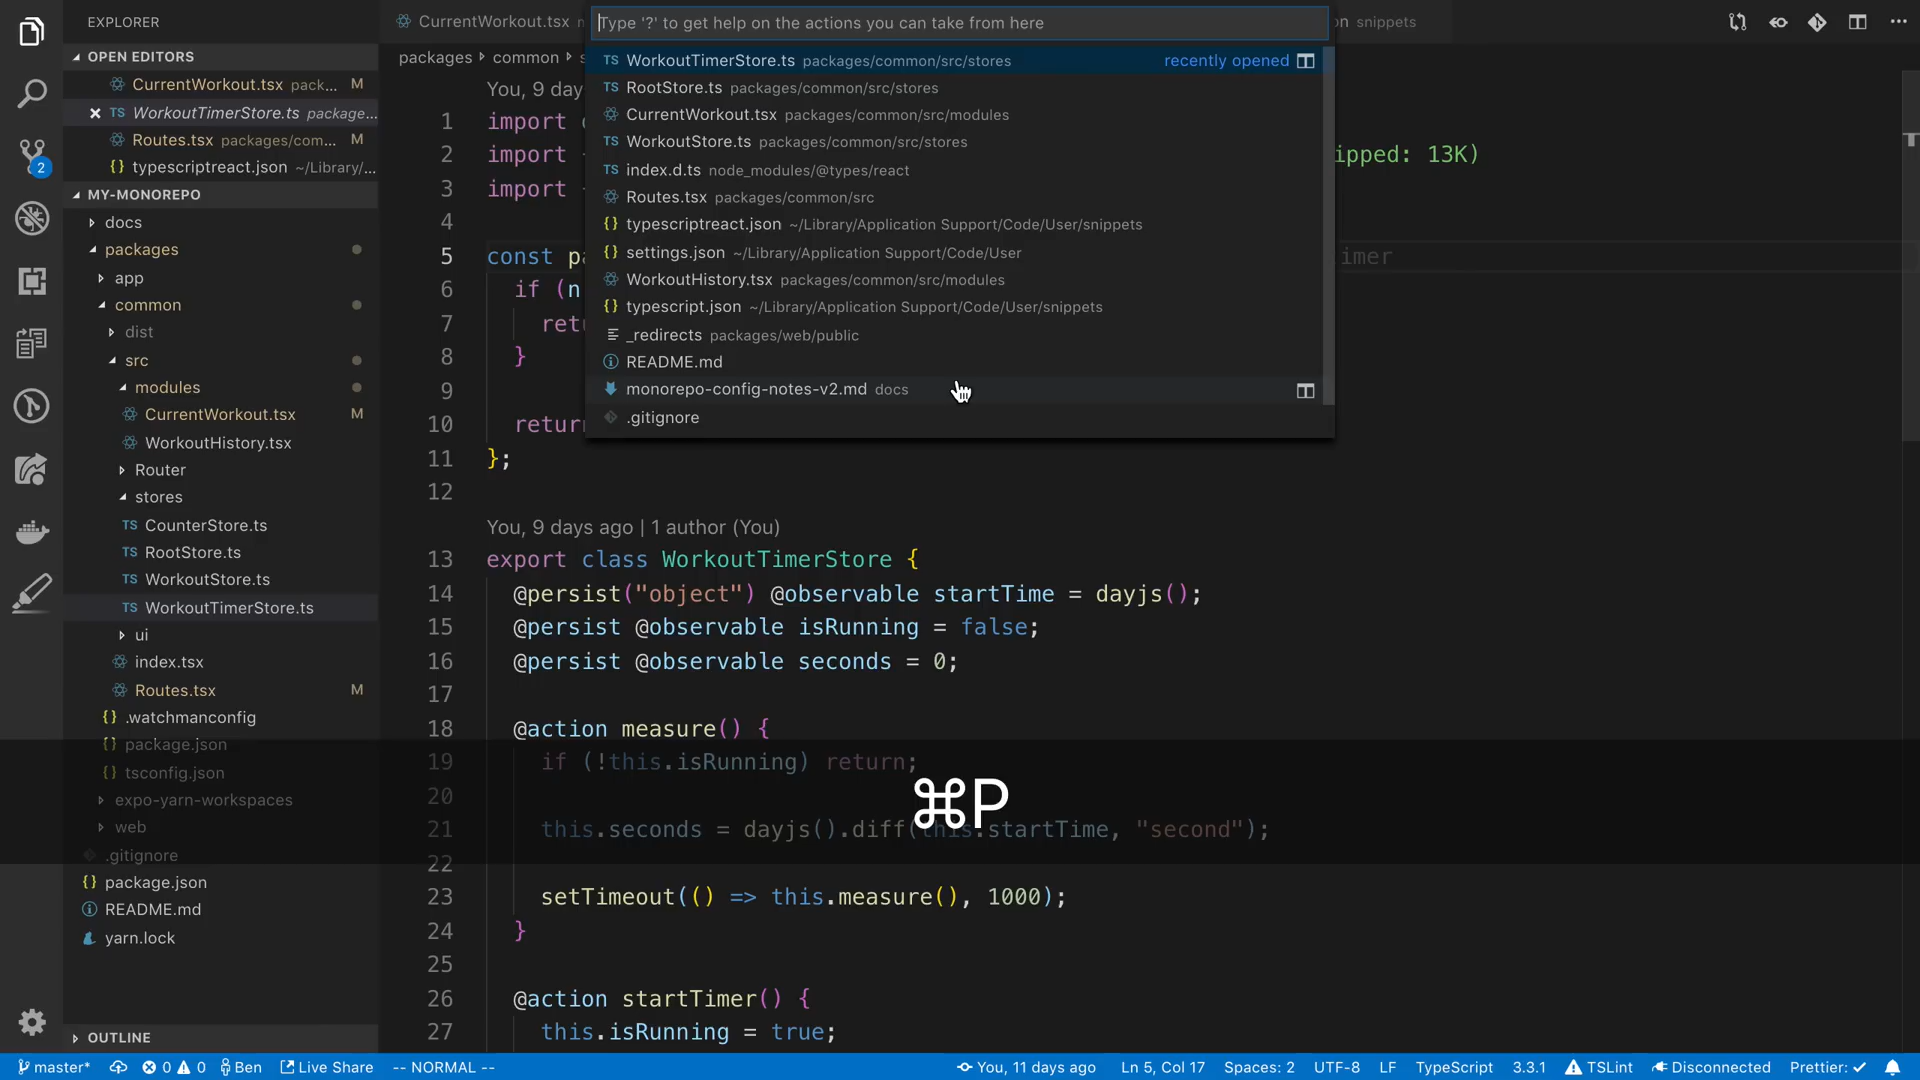 EXPLORER
OPEN EDITORS
CurrentWorkout.tsx pack... M
WorkoutTimerStore.ts package...
Routes.tsx packages/com... M
typescriptreact.json ~/Library/...
MY-MONOREPO
docs
packages
app
common
dist
src
modules
CurrentWorkout.tsx M
WorkoutHistory.tsx
Router
stores
CounterStore.ts
RootStore.ts
WorkoutStore.ts
WorkoutTimerStore.ts
ui
index.tsx
Routes.tsx M
.watchmanconfig
package.json
tsconfig.json
expo-yarn-workspaces
web
.gitignore
package.json
README.md
yarn.lock
OUTLINE
2
CurrentWorkout.tsx
snippets
packages common
Type '?' to get help on the actions you can take from here
WorkoutTimerStore.ts packages/common/src/stores recently opened
RootStore.ts packages/common/src/stores
CurrentWorkout.tsx packages/common/src/modules
WorkoutStore.ts packages/common/src/stores
index.d.ts node_modules/@types/react
Routes.tsx packages/common/src
typescriptreact.json ~/Library/Application Support/Code/User/snippets
settings.json ~/Library/Application Support/Code/User
WorkoutHistory.tsx packages/common/src/modules
typescript.json ~/Library/Application Support/Code/User/snippets
_redirects packages/web/public
README.md
monorepo-config-notes-v2.md docs
.gitignore
You, 9 day
1 import
2 import ipped: 13K)
3 import
4
5 const pa imer
6 if (n
7 retu
8 }
9
10 return
11 };
12
You, 9 days ago | 1 author (You)
13 export class WorkoutTimerStore {
14 @persist("object") @observable startTime = dayjs();
15 @persist @observable isRunning = false;
16 @persist @observable seconds = 0;
17
18 @action measure() {
19 if (!this.isRunning) return;
20
21 this.seconds = dayjs().diff(this.startTime, "second");
22
23 setTimeout(() => this.measure(), 1000);
24 }
25
26 @action startTimer() {
27 this.isRunning = true;
⌘P
master* 0 0 Ben Live Share -- NORMAL -- You, 11 days ago Ln 5, Col 17 Spaces: 2 UTF-8 LF TypeScript 3.3.1 TSLint Disconnected Prettier: ✓